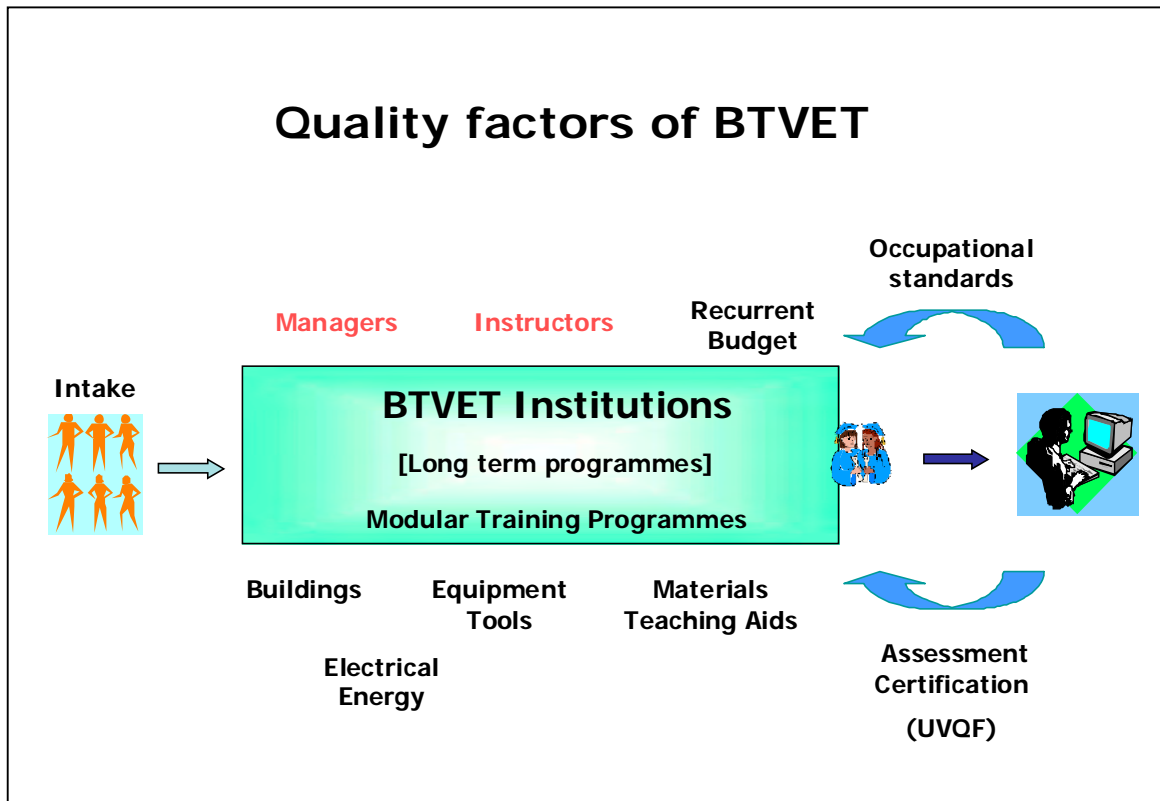 Quality factors of BTVET
Occupational
standards
Managers
Instructors
Recurrent
Budget
Intake
BTVET Institutions
[Long term programmes]
Modular Training Programmes
Buildings
Equipment
Tools
Materials
Teaching Aids
Electrical
Energy
Assessment
Certification
(UVQF)